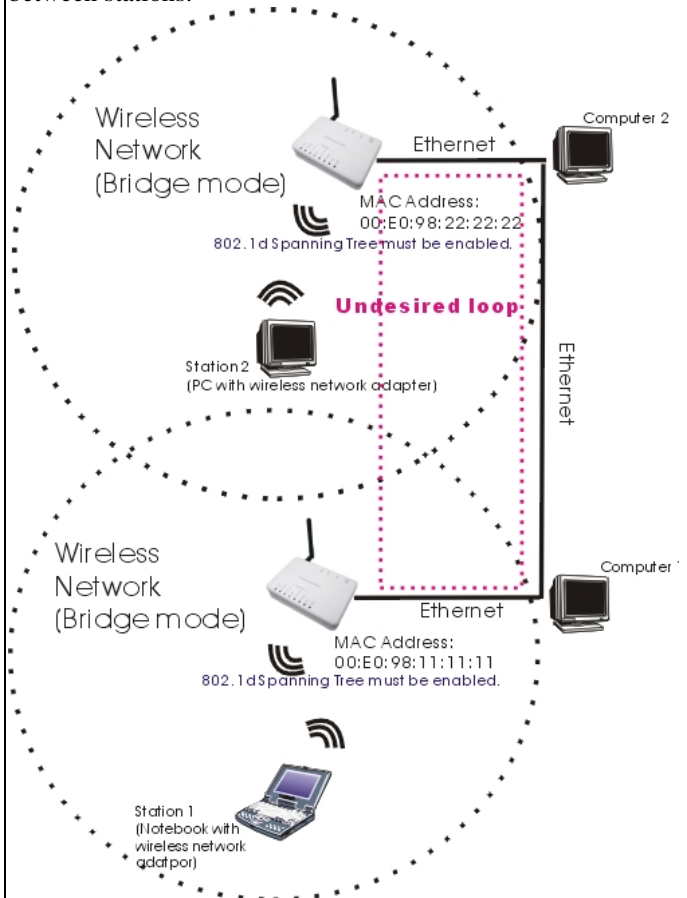 between stations.
Wireless
Network
(Bridge mode)
Ethernet
Computer 2
MAC Address:
00:E0:98:22:22:22
802.1d Spanning Tree must be enabled.
Undesired loop
Station 2
(PC with wireless network adapter)
Ethernet
Wireless
Network
(Bridge mode)
Computer 1
Ethernet
MAC Address:
00:E0:98:11:11:11
802.1d Spanning Tree must be enabled.
Station 1
(Notebook with
wireless network
adatpor)